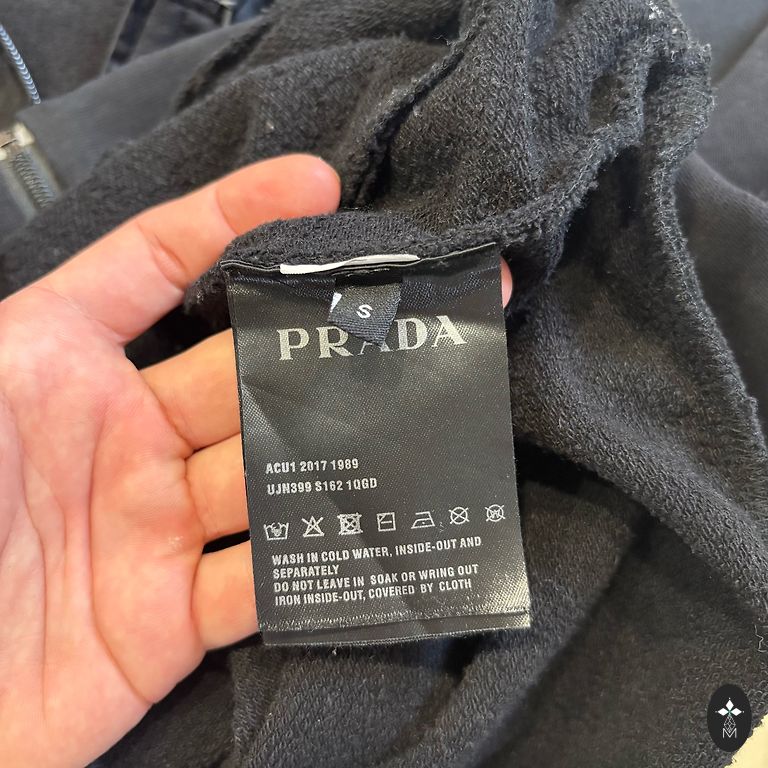 S
PRADA
ACU1 2017 1989
UJN399 S162 1QGD
WASH IN COLD WATER, INSIDE-OUT AND
SEPARATELY
DO NOT LEAVE IN SOAK OR WRING OUT
IRON INSIDE-OUT, COVERED BY CLOTH
M